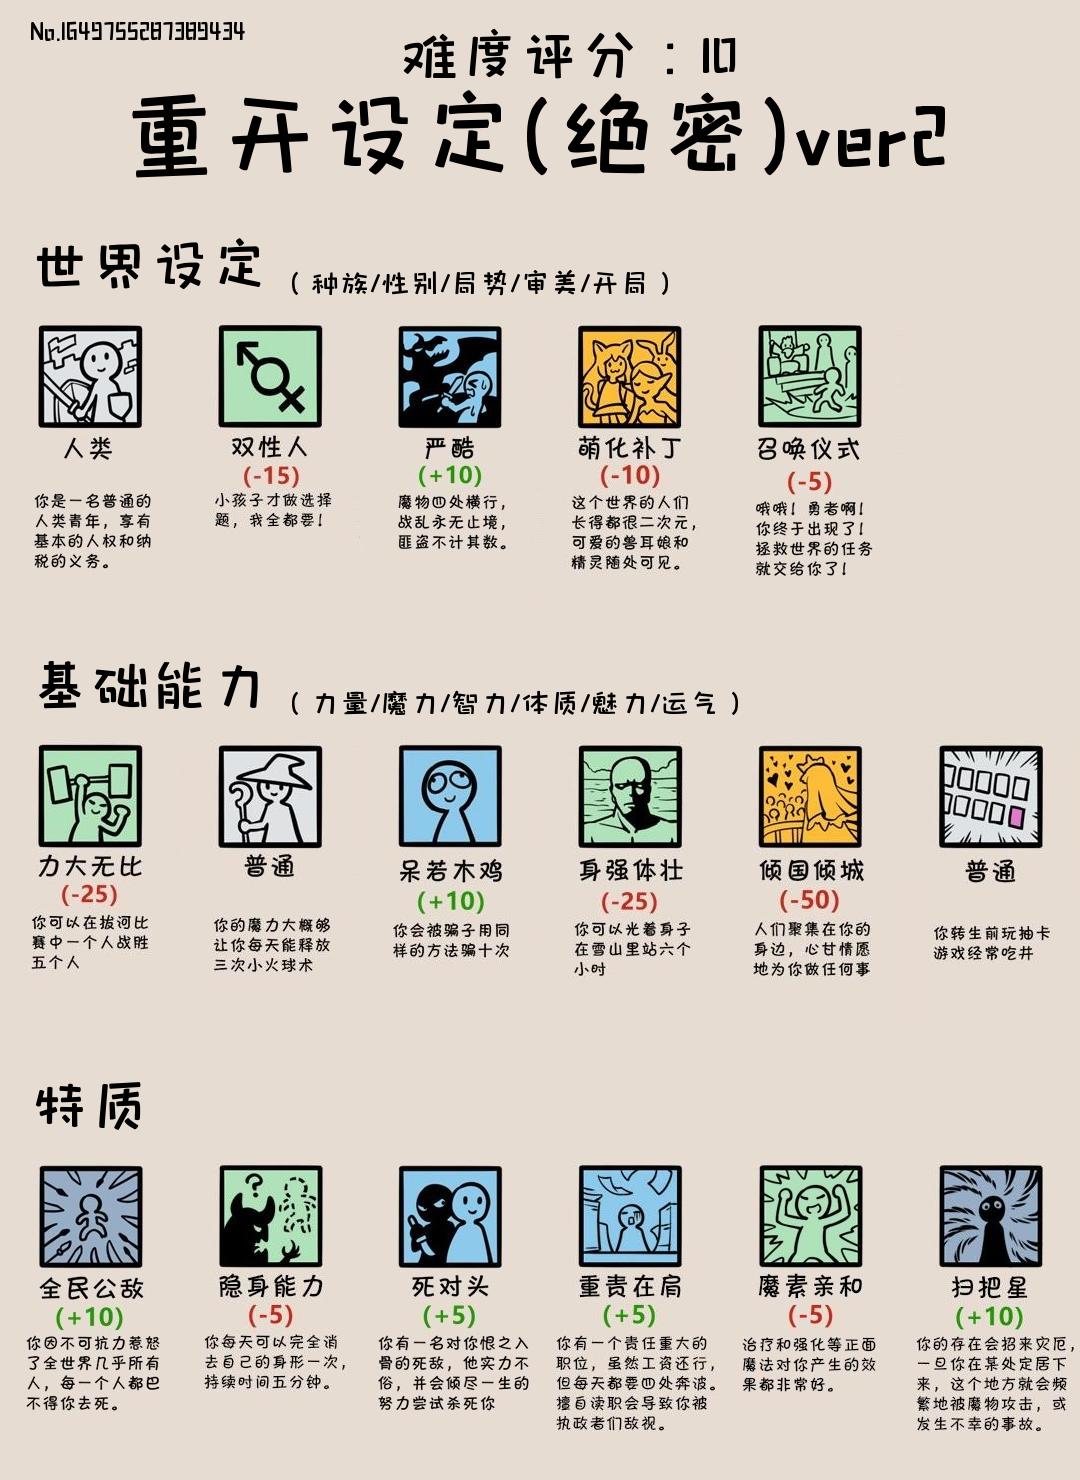 No.1649755287389434
难度评分：10
重开设定(绝密)ver2
世界设定（种族/性别/局势/审美/开局）
人类
你是一名普通的
人类青年，享有
基本的人权和纳
税的义务。
双性人
(-15)
小孩子才做选择
题，我全都要！
严酷
(+10)
魔物四处横行，
战乱永无止境，
匪盗不计其数。
萌化补丁
(-10)
这个世界的人们
长得都很二次元，
可爱的兽耳娘和
精灵随处可见。
召唤仪式
(-5)
哦哦！勇者啊！
你终于出现了！
拯救世界的任务
就交给你了！
基础能力（力量/魔力/智力/体质/魅力/运气）
力大无比
(-25)
你可以在拔河比
赛中一个人战胜
五个人
普通
你的魔力大概够
让你每天能释放
三次小火球术
呆若木鸡
(+10)
你会被骗子用同
样的方法骗十次
身强体壮
(-25)
你可以光着身子
在雪山里站六个
小时
倾国倾城
(-50)
人们聚集在你的
身边，心甘情愿
地为你做任何事
普通
你转生前玩抽卡
游戏经常吃井
特质
全民公敌
(+10)
你因不可抗力惹怒
了全世界几乎所有
人，每一个人都巴
不得你去死。
隐身能力
(-5)
你每天可以完全消
去自己的身形一次，
持续时间五分钟。
死对头
(+5)
你有一名对你恨之入
骨的死敌，他实力不
俗，并会倾尽一生的
努力尝试杀死你
重责在肩
(+5)
你有一个责任重大的
职位，虽然工资还行，
但每天都要四处奔波。
擅自渎职会导致你被
执政者们敌视。
魔素亲和
(-5)
治疗和强化等正面
魔法对你产生的效
果都非常好。
扫把星
(+10)
你的存在会招来灾厄，
一旦你在某处定居下
来，这个地方就会频
繁地被魔物攻击，或
发生不幸的事故。